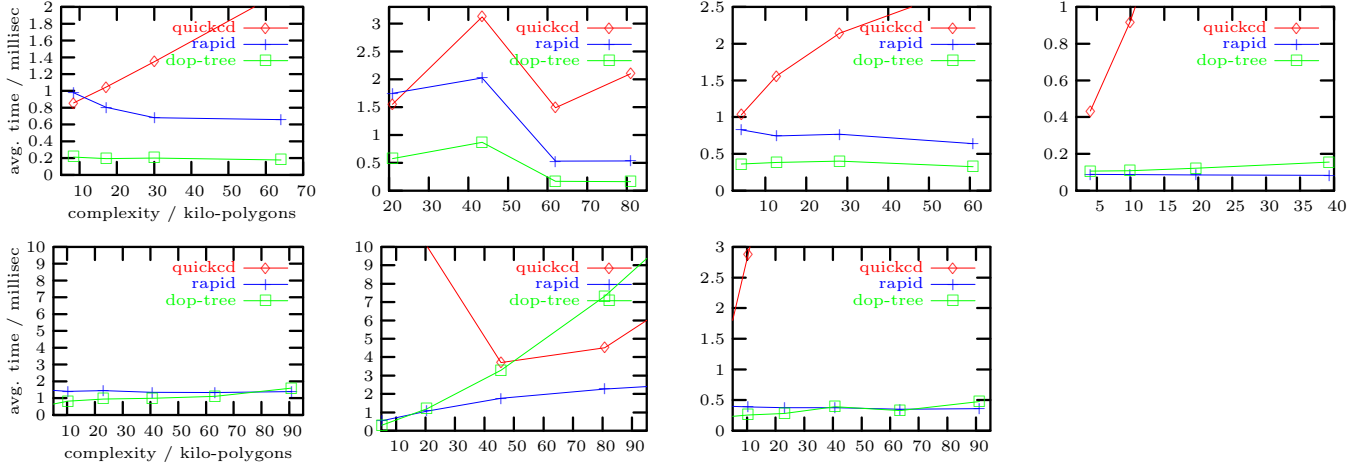 avg. time / millisec
2
1.8
1.6
1.4
1.2
1
0.8
0.6
0.4
0.2
0
quickcd
rapid
dop-tree
10 20 30 40 50 60 70
complexity / kilo-polygons
3
2.5
2
1.5
1
0.5
0
quickcd
rapid
dop-tree
20 30 40 50 60 70 80
2.5
2
1.5
1
0.5
0
quickcd
rapid
dop-tree
10 20 30 40 50 60
1
0.8
0.6
0.4
0.2
0
quickcd
rapid
dop-tree
5 10 15 20 25 30 35 40
avg. time / millisec
10
9
8
7
6
5
4
3
2
1
0
quickcd
rapid
dop-tree
10 20 30 40 50 60 70 80 90
complexity / kilo-polygons
10
9
8
7
6
5
4
3
2
1
0
quickcd
rapid
dop-tree
10 20 30 40 50 60 70 80 90
3
2.5
2
1.5
1
0.5
0
quickcd
rapid
dop-tree
10 20 30 40 50 60 70 80 90